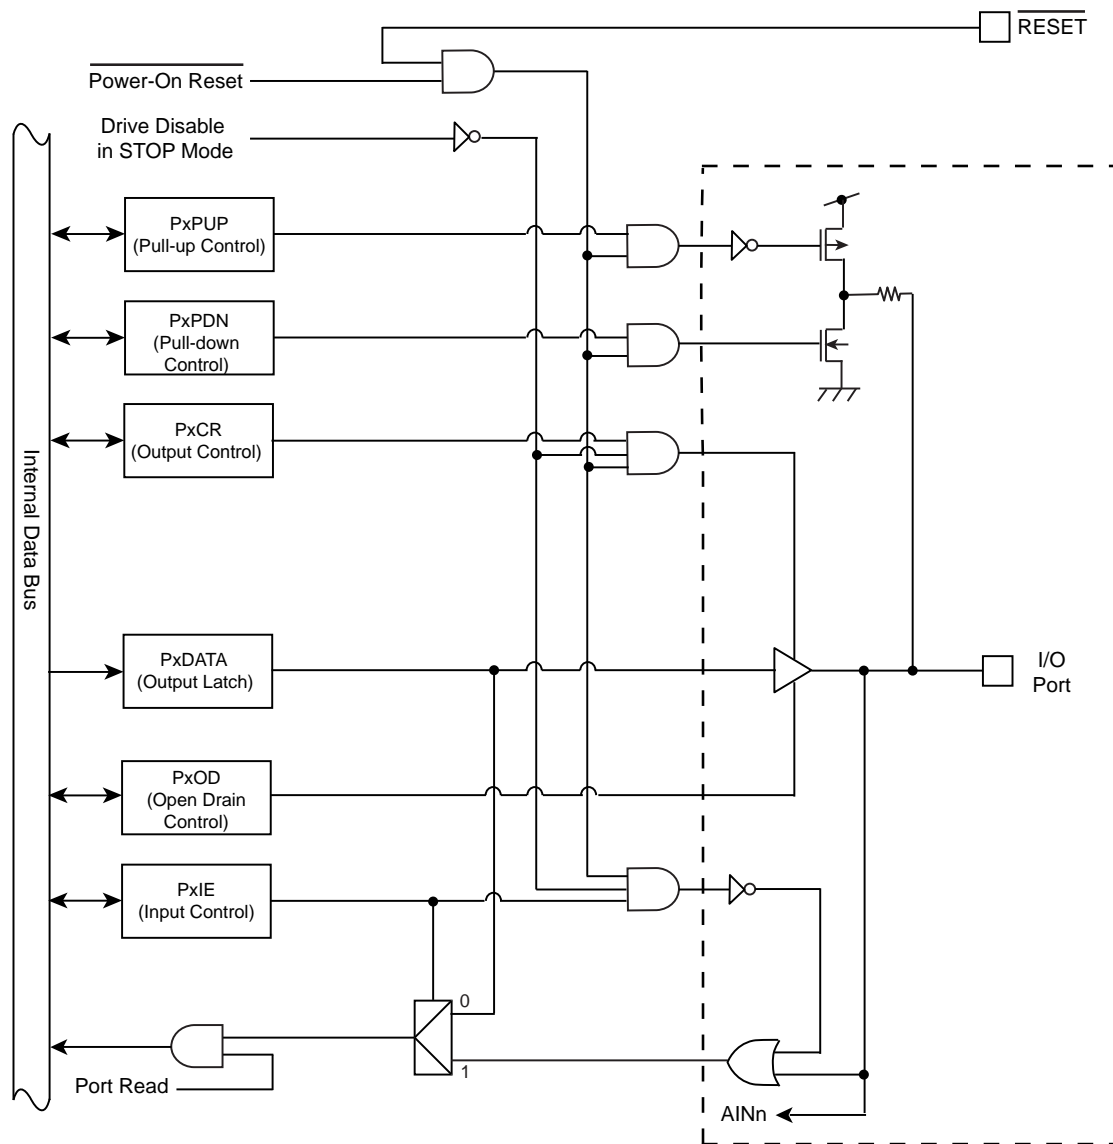 RESET
Power-On Reset
Drive Disable
in STOP Mode
PxPUP
(Pull-up Control)
PxPDN
(Pull-down
Control)
PxCR
(Output Control)
Internal Data Bus
PxDATA
(Output Latch)
I/O
Port
PxOD
(Open Drain
Control)
PxIE
(Input Control)
0
1
Port Read
AINn